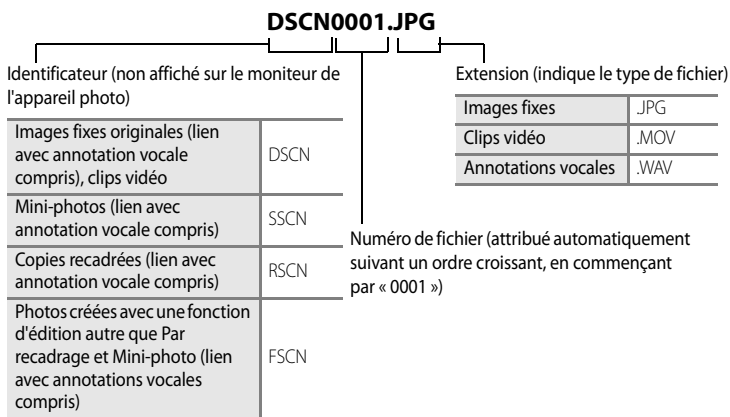 DSCN0001.JPG
Identificateur (non affiché sur le moniteur de
l'appareil photo)
Images fixes originales (lien
avec annotation vocale
compris), clips vidéo
DSCN
Mini-photos (lien avec
annotation vocale compris)
SSCN
Copies recadrées (lien avec
annotation vocale compris)
RSCN
Photos créées avec une fonction
d'édition autre que Par
recadrage et Mini-photo (lien
avec annotations vocales
compris)
FSCN
Extension (indique le type de fichier)
Images fixes .JPG
Clips vidéo .MOV
Annotations vocales .WAV
Numéro de fichier (attribué automatiquement
suivant un ordre croissant, en commençant
par « 0001 »)